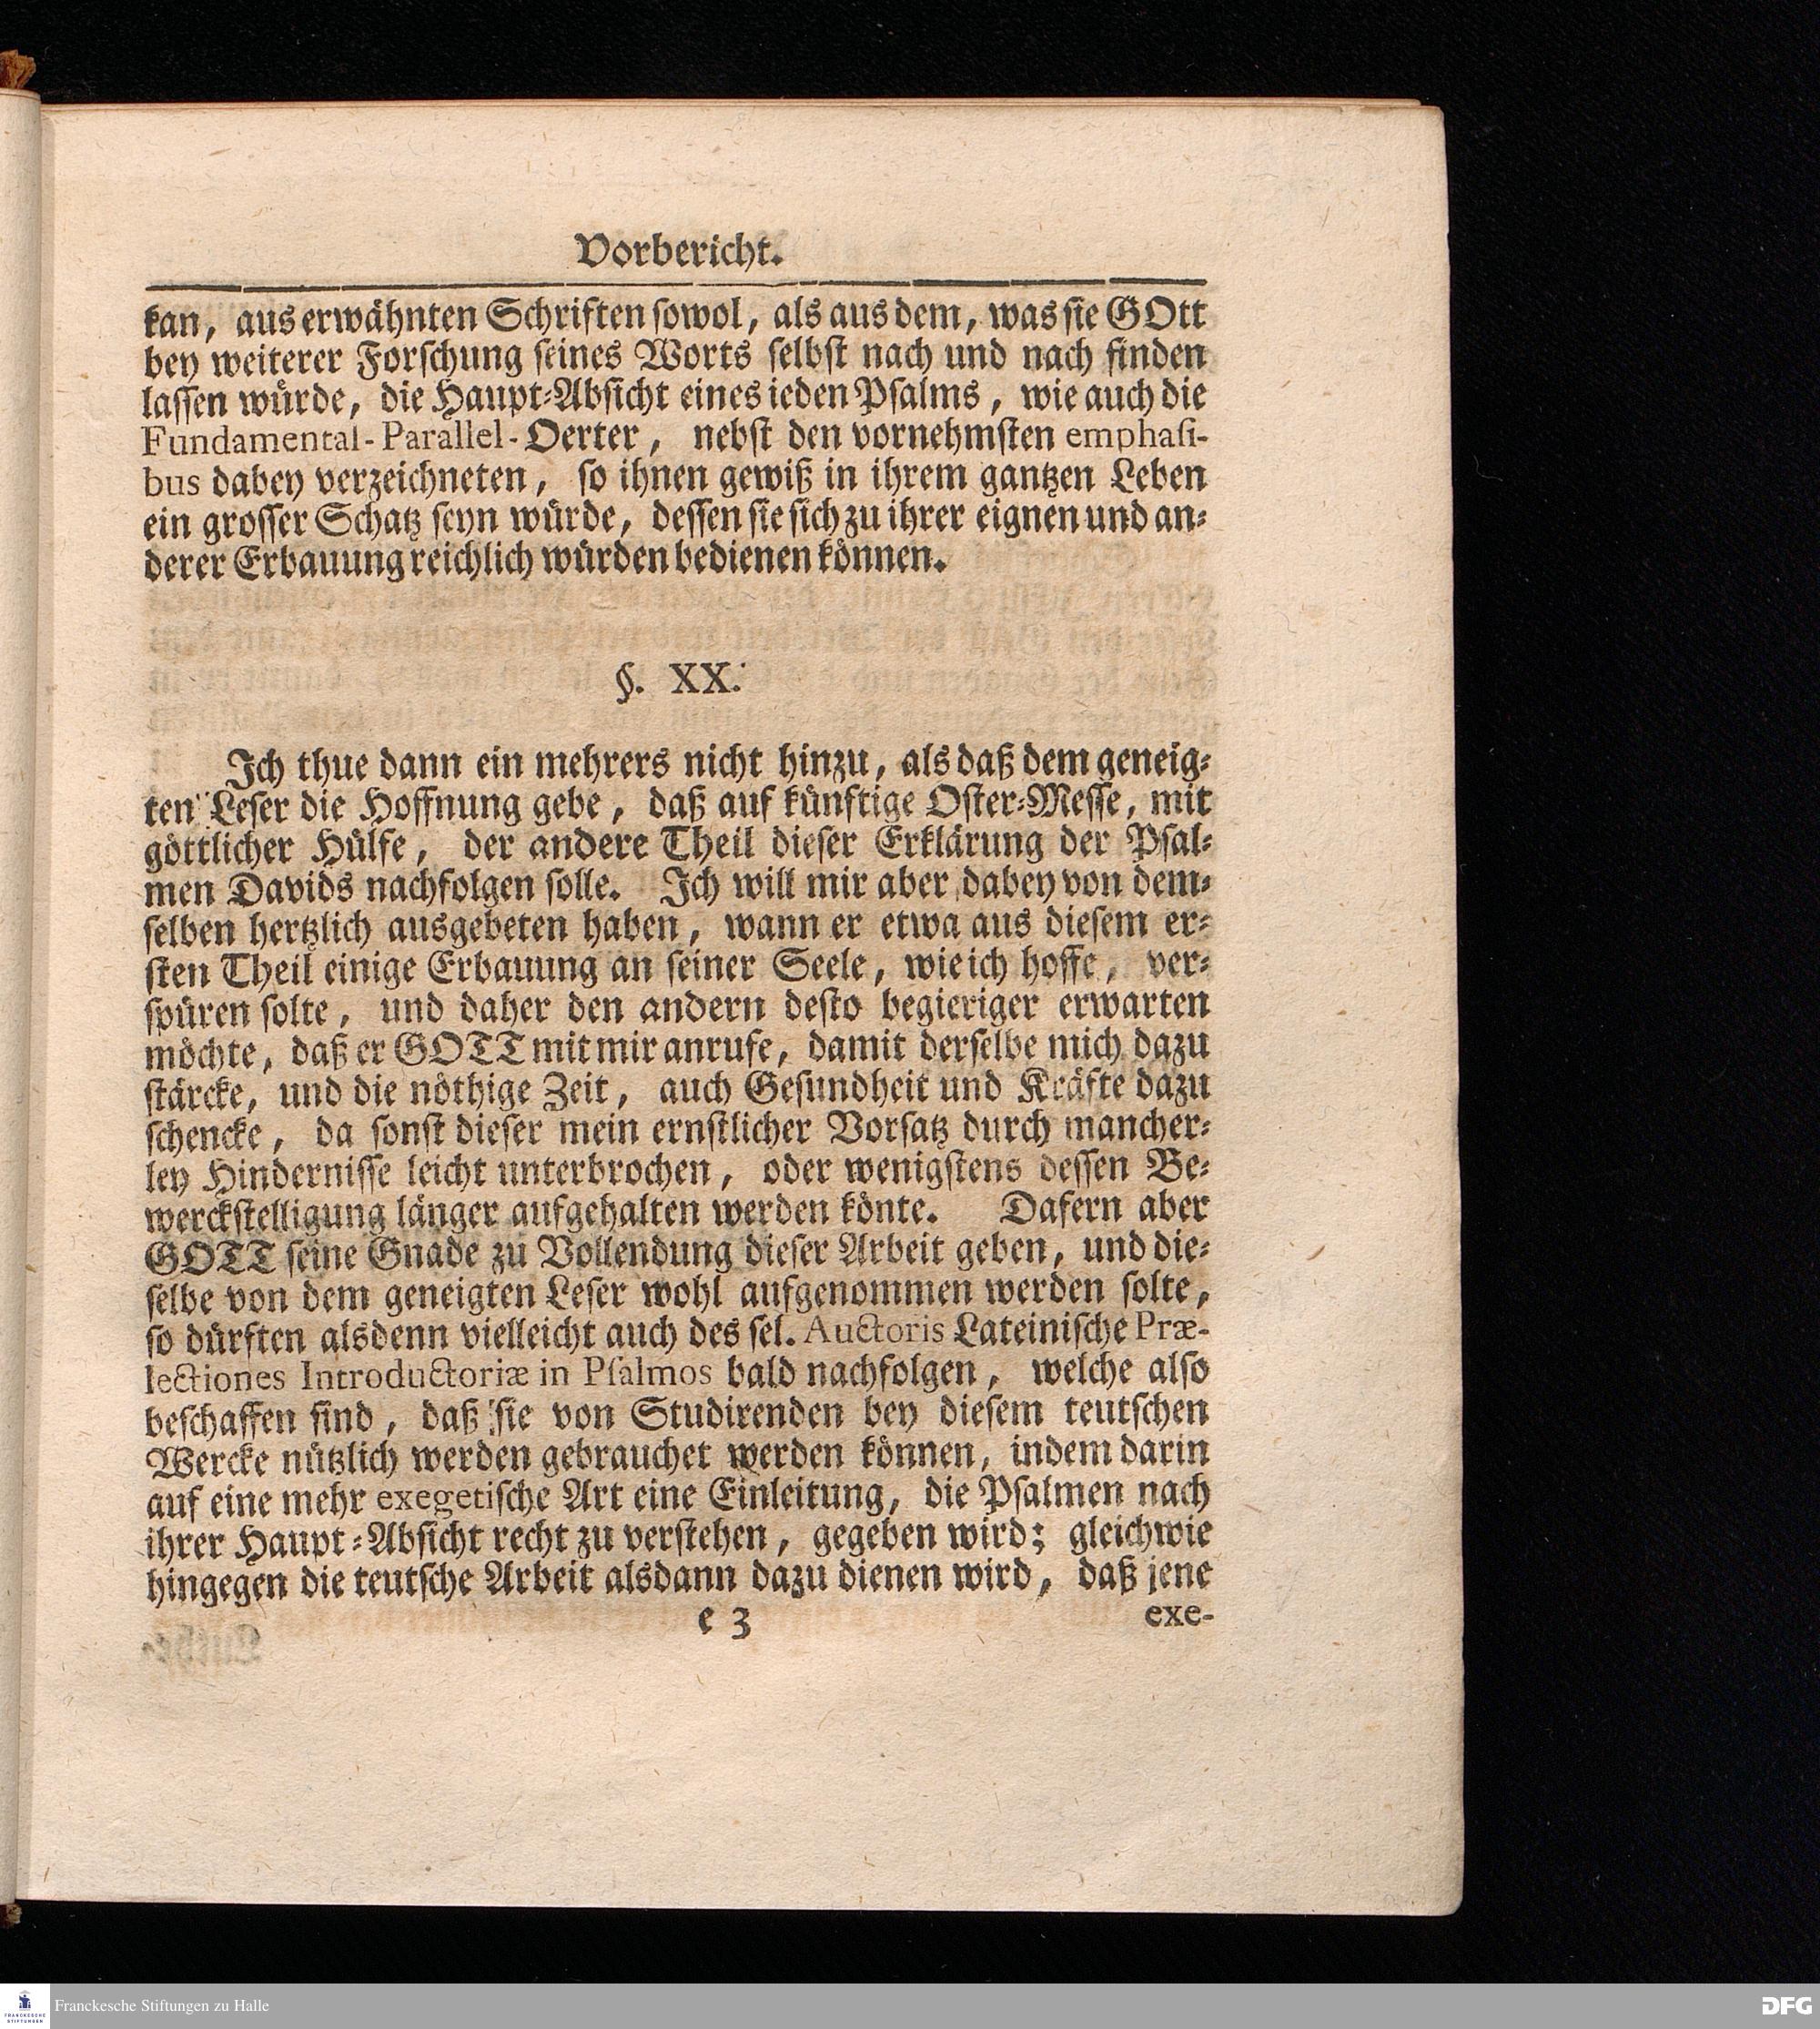 Vorbericht.
kan, aus erwähnten Schriften sowol, als aus dem, was sie GOtt
bey weiterer Forschung seines Worts selbst nach und nach finden
lassen würde, die Haupt-Absicht eines ieden Psalms, wie auch die
Fundamental-Parallel-Oerter, nebst den vornehmsten emphasi-
bus dabey verzeichneten, so ihnen gewiß in ihrem gantzen Leben
ein grosser Schatz seyn würde, dessen sie sich zu ihrer eignen und an-
derer Erbauung reichlich würden bedienen können.
§. XX.
Ich thue dann ein mehrers nicht hinzu, als daß dem geneig-
ten Leser die Hoffnung gebe, daß auf künftige Oster-Messe, mit
göttlicher Hülfe, der andere Theil dieser Erklärung der Psal-
men Davids nachfolgen solle. Ich will mir aber dabey von dem-
selben hertzlich ausgebeten haben, wann er etwa aus diesem er-
sten Theil einige Erbauung an seiner Seele, wie ich hoffe, ver-
spüren solte, und daher den andern desto begieriger erwarten
möchte, daß er GOTT mit mir anrufe, damit derselbe mich dazu
stärcke, und die nöthige Zeit, auch Gesundheit und Kräfte dazu
schencke, da sonst dieser mein ernstlicher Vorsatz durch mancher-
ley Hindernisse leicht unterbrochen, oder wenigstens dessen Be-
werckstelligung länger aufgehalten werden könte. Dafern aber
GOTT seine Gnade zu Vollendung dieser Arbeit geben, und die-
selbe von dem geneigten Leser wohl aufgenommen werden solte,
so dürften alsdenn vielleicht auch des sel. Auctoris Lateinische Præ-
lectiones Introductoriæ in Psalmos bald nachfolgen, welche also
beschaffen sind, daß sie von Studirenden bey diesem teutschen
Wercke nützlich werden gebrauchet werden können, indem darin
auf eine mehr exegetische Art eine Einleitung, die Psalmen nach
ihrer Haupt-Absicht recht zu verstehen, gegeben wird; gleichwie
hingegen die teutsche Arbeit alsdann dazu dienen wird, daß jene
e 3 exe-
FRANCKESCHE STIFTUNGEN
Franckesche Stiftungen zu Halle
DFG